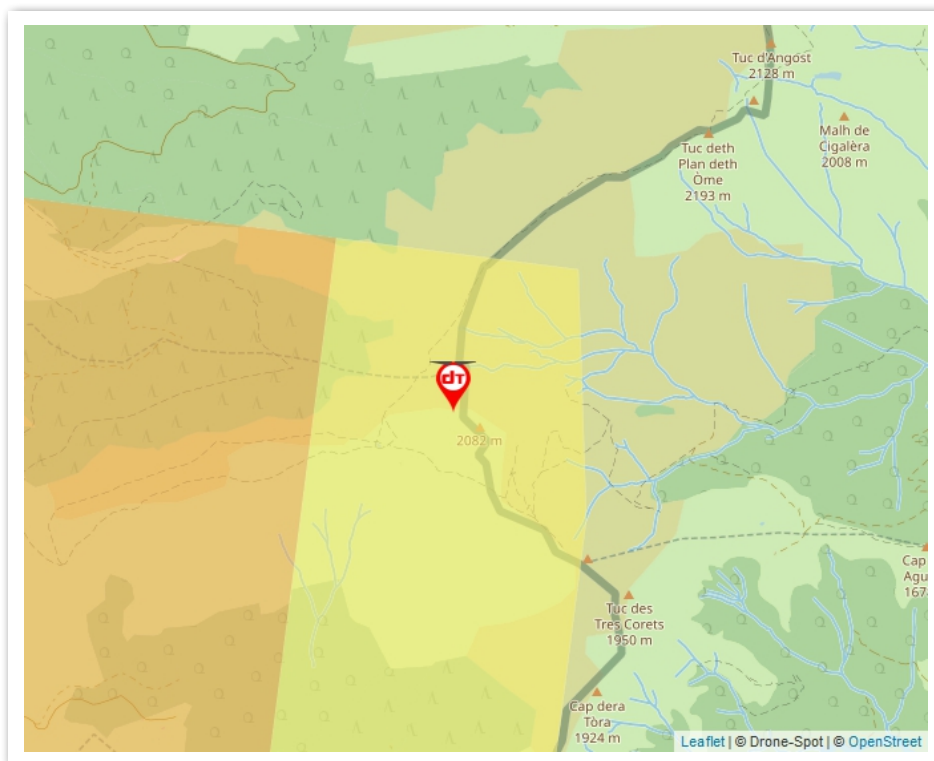 Tuc d'Angost
2128 m
Malh de
Cigalèra
2008 m
Tuc deth
Plan deth
Òme
2193 m
dT
2082 m
Cap
Agu
167
Tuc des
Tres Corets
1950 m
Cap dera
Tòra
1924 m
Leaflet | © Drone-Spot | © OpenStreet